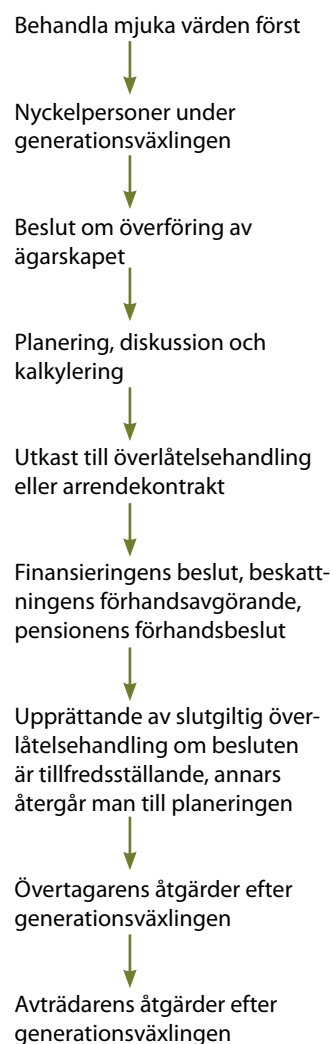 Behandla mjuka värden först
Nyckelpersoner under
generationsväxlingen
Beslut om överföring av
ägarskapet
Planering, diskussion och
kalkylering
Utkast till överlåtelsehandling
eller arrendekontrakt
Finansieringens beslut, beskatt-
ningens förhandsavgörande,
pensionens förhandsbeslut
Upprättande av slutgiltig över-
låtelsehandling om besluten
är tillfredsställande, annars
återgår man till planeringen
Övertagarens åtgärder efter
generationsväxlingen
Avträdarens åtgärder efter
generationsväxlingen